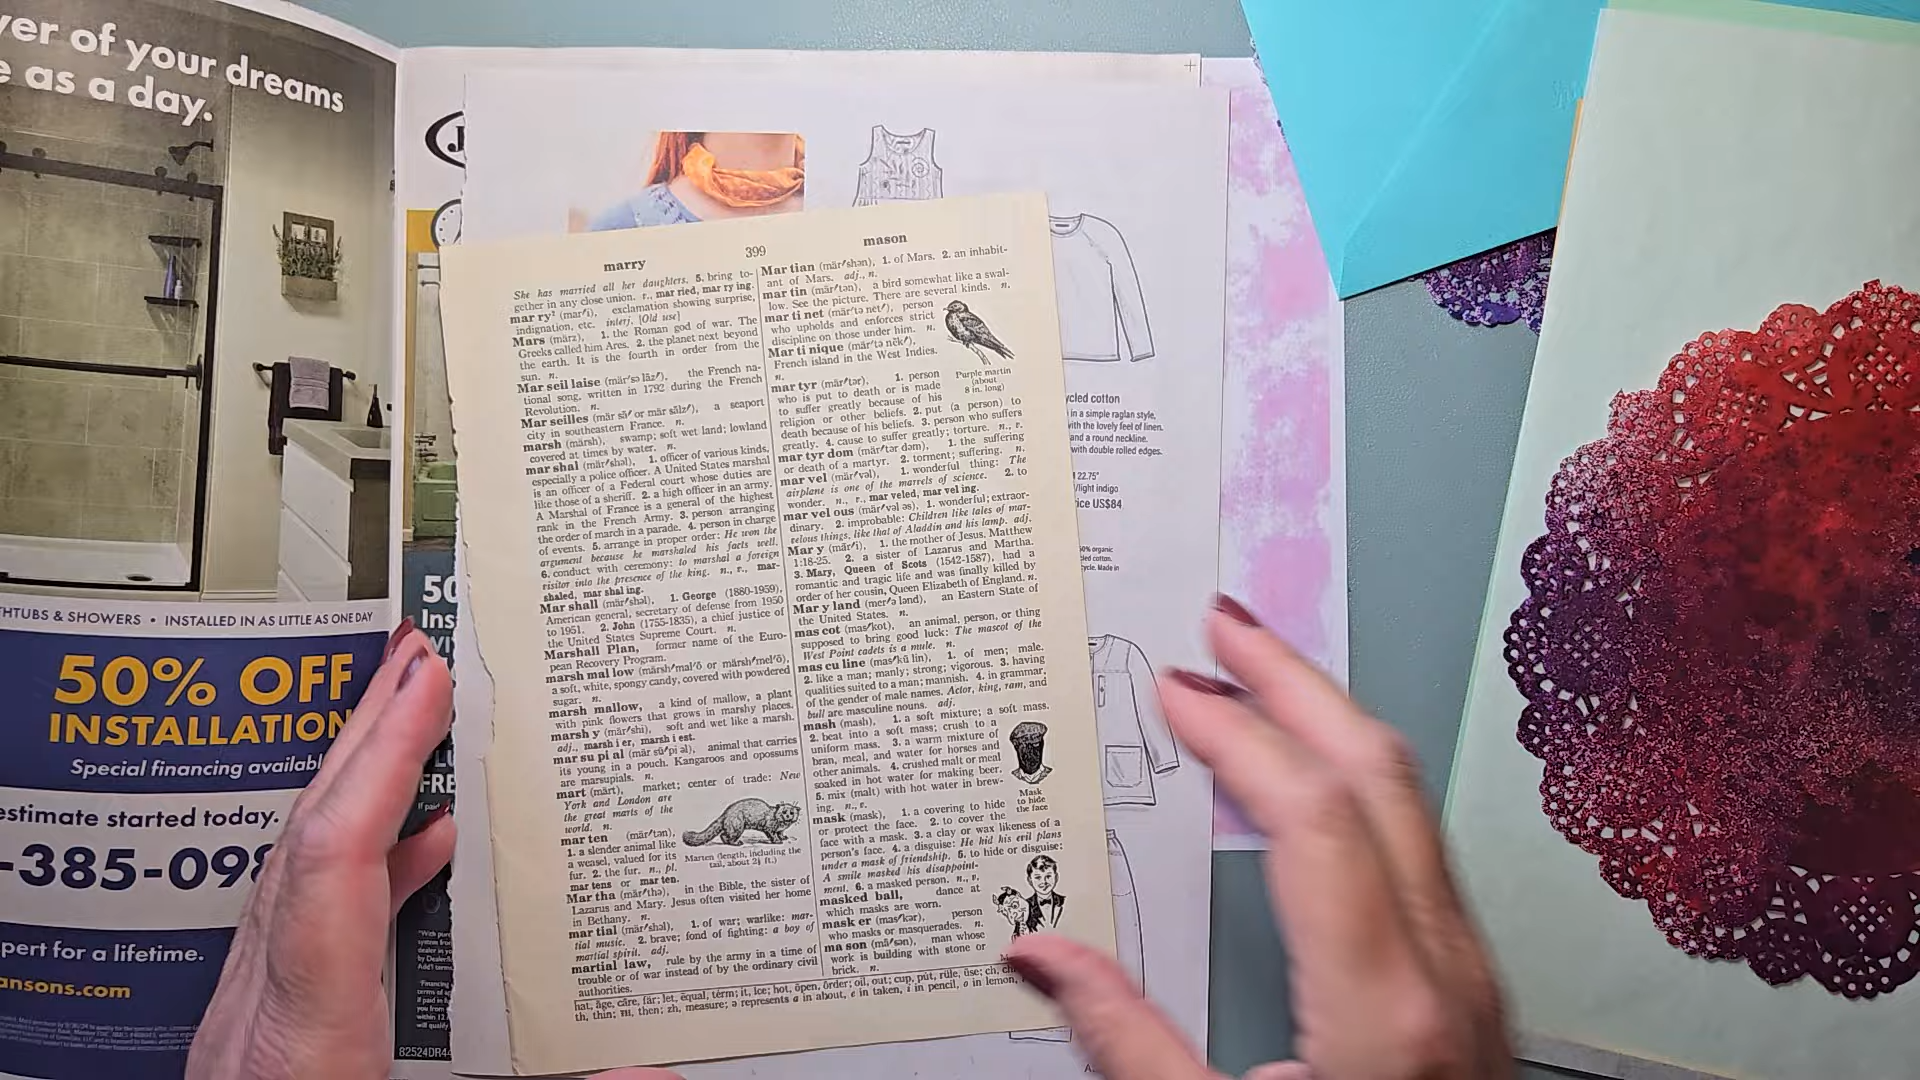 yer of your dreams
e as a day.
THTUBS & SHOWERS • INSTALLED IN AS LITTLE AS ONE DAY
50% OFF
INSTALLATION
Special financing availabl
estimate started today.
-385-09
pert for a lifetime.
ansons.com
50
Ins
FRE
82524DR44
marry
399
mason
She has married all her daughters. 5. bring to-
gether in any close union. v., mar ried, mar ry ing.
mar ry² (mar′i), exclamation showing surprise,
indignation, etc. interj. [Old use]
Mars (märz), 1. the Roman god of war. The
Greeks called him Ares. 2. the planet next beyond
the earth. It is the fourth in order from the
sun. n.
Mar seil laise (mär′sə lāz′), the French na-
tional song, written in 1792 during the French
Revolution. n.
Mar seilles (mär sā′ or mär sālz′), a seaport
city in southeastern France. n.
marsh (märsh), swamp; soft wet land; lowland
covered at times by water. n.
mar shal (mär′shəl), 1. officer of various kinds,
especially a police officer. A United States marshal
is an officer of a Federal court whose duties are
like those of a sheriff. 2. a high officer in an army.
A Marshal of France is a general of the highest
rank in the French Army. 3. person arranging
the order of march in a parade. 4. person in charge
of events. 5. arrange in proper order: He won the
argument because he marshaled his facts well.
6. conduct with ceremony: to marshal a foreign
visitor into the presence of the king. n., v., mar-
shaled, mar shal ing.
Mar shall (mär′shəl), 1. George (1880-1959),
American general, secretary of defense from 1950
to 1951. 2. John (1755-1835), a chief justice of
the United States Supreme Court. n.
Marshall Plan, former name of the Euro-
pean Recovery Program.
marsh mal low (märsh′mal′ō or märsh′mel′ō),
a soft, white, spongy candy, covered with powdered
sugar. n.
marsh mallow, a kind of mallow, a plant
with pink flowers that grows in marshy places.
marsh y (mär′shi), soft and wet like a marsh.
adj., marsh i er, marsh i est.
mar su pi al (mär sü′pi əl), animal that carries
its young in a pouch. Kangaroos and opossums
are marsupials. n.
mart (märt), market; center of trade: New
York and London are
the great marts of the
world. n.
mar ten (mär′tən),
1. a slender animal like
a weasel, valued for its
fur. 2. the fur. n., pl.
mar tens or mar ten.
Marten (length, including the
tail, about 2½ ft.)
Mar tha (mär′thə), in the Bible, the sister of
Lazarus and Mary. Jesus often visited her home
in Bethany. n.
mar tial (mär′shəl), 1. of war; warlike: mar-
tial music. 2. brave; fond of fighting: a boy of
martial spirit. adj.
martial law, rule by the army in a time of
trouble or of war instead of by the ordinary civil
authorities.
Mar tian (mär′shən), 1. of Mars. 2. an inhabit-
ant of Mars. adj., n.
mar tin (mär′tən), a bird somewhat like a swal-
low. See the picture. There are several kinds. n.
mar ti net (mär′tə net′), person
who upholds and enforces strict
discipline on those under him. n.
Mar ti nique (mär′tə nēk′),
French island in the West Indies.
n.
Purple martin
(about
8 in. long)
mar tyr (mär′tər), 1. person
who is put to death or is made
to suffer greatly because of his
religion or other beliefs. 2. put (a person) to
death because of his beliefs. 3. person who suffers
greatly. 4. cause to suffer greatly; torture. n., v.
mar tyr dom (mär′tər dəm), 1. the suffering
or death of a martyr. 2. torment; suffering. n.
mar vel (mär′vəl), 1. wonderful thing: The
airplane is one of the marvels of science. 2. to
wonder. n., v., mar veled, mar vel ing.
mar vel ous (mär′vəl əs), 1. wonderful; extraor-
dinary. 2. improbable: Children like tales of mar-
velous things, like that of Aladdin and his lamp. adj.
Mar y (mãr′i), 1. the mother of Jesus. Matthew
1:18-25. 2. a sister of Lazarus and Martha.
3. Mary, Queen of Scots (1542-1587), had a
romantic and tragic life and was finally killed by
order of her cousin, Queen Elizabeth of England. n.
Mar y land (mer′ə lənd), an Eastern State of
the United States. n.
mas cot (mas′kot), an animal, person, or thing
supposed to bring good luck: The mascot of the
West Point cadets is a mule. n.
mas cu line (mas′kū lin), 1. of men; male.
2. like a man; manly; strong; vigorous. 3. having
qualities suited to a man; mannish. 4. in grammar,
of the gender of male names. Actor, king, ram, and
bull are masculine nouns. adj.
mash (mash), 1. a soft mixture; a soft mass.
2. beat into a soft mass; crush to a
uniform mass. 3. a warm mixture of
bran, meal, and water for horses and
other animals. 4. crushed malt or meal
soaked in hot water for making beer.
5. mix (malt) with hot water in brew-
ing. n., v.
Mask
to hide
the face
mask (mask), 1. a covering to hide
or protect the face. 2. to cover the
face with a mask. 3. a clay or wax likeness of a
person's face. 4. a disguise: He hid his evil plans
under a mask of friendship. 5. to hide or disguise:
A smile masked his disappoint-
ment. 6. a masked person. n., v.
masked ball, dance at
which masks are worn.
mask er (mas′kər), person
who masks or masquerades. n.
ma son (mā′sən), man whose
work is building with stone or
brick. n.
hat, āge, cãre, fär; let, ēqual, tėrm; it, īce; hot, ōpen, ôrder; oil, out; cup, pu̇t, rüle, ūse; ch,
th, thin; TH, then; zh, measure; ə represents a in about, e in taken, i in pencil, o in lemon,
ycled cotton
in a simple raglan style,
with the lovely feel of linen.
and a round neckline.
with double rolled edges.
22.75"
/light indigo
ice US$84
0% organic
led cotton.
cycle. Made in